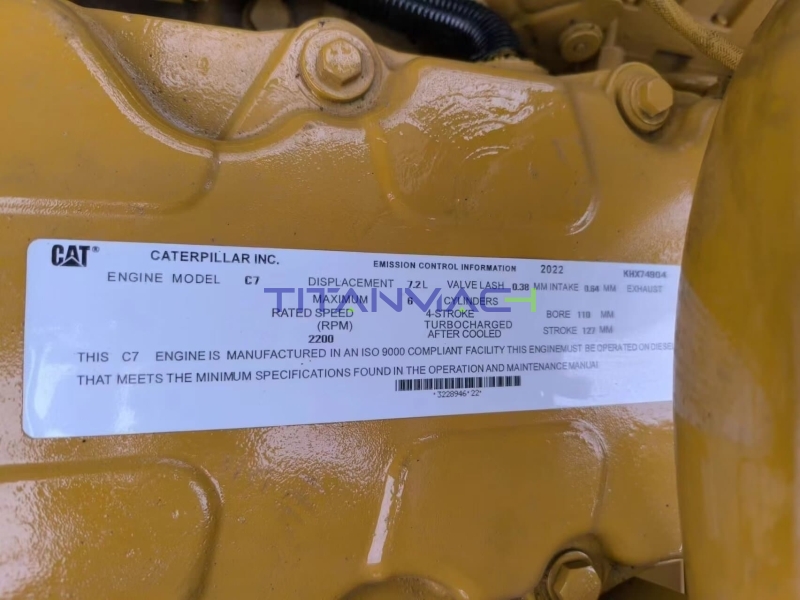 CAT® CATERPILLAR INC. EMISSION CONTROL INFORMATION 2022 KHX74904
ENGINE MODEL C7 DISPLACEMENT 7.2 L VALVE LASH 0.38 MM INTAKE 0.64 MM EXHAUST
TITANMACH
MAXIMUM 6 CYLINDERS
RATED SPEED 4-STROKE BORE 110 MM
(RPM) TURBOCHARGED
2200 AFTER COOLED STROKE 127 MM
THIS C7 ENGINE IS MANUFACTURED IN AN ISO 9000 COMPLIANT FACILITY THIS ENGINEMUST BE OPERATED ON DIESE
THAT MEETS THE MINIMUM SPECIFICATIONS FOUND IN THE OPERATION AND MAINTENANCE MANUAL
*3228946*22*